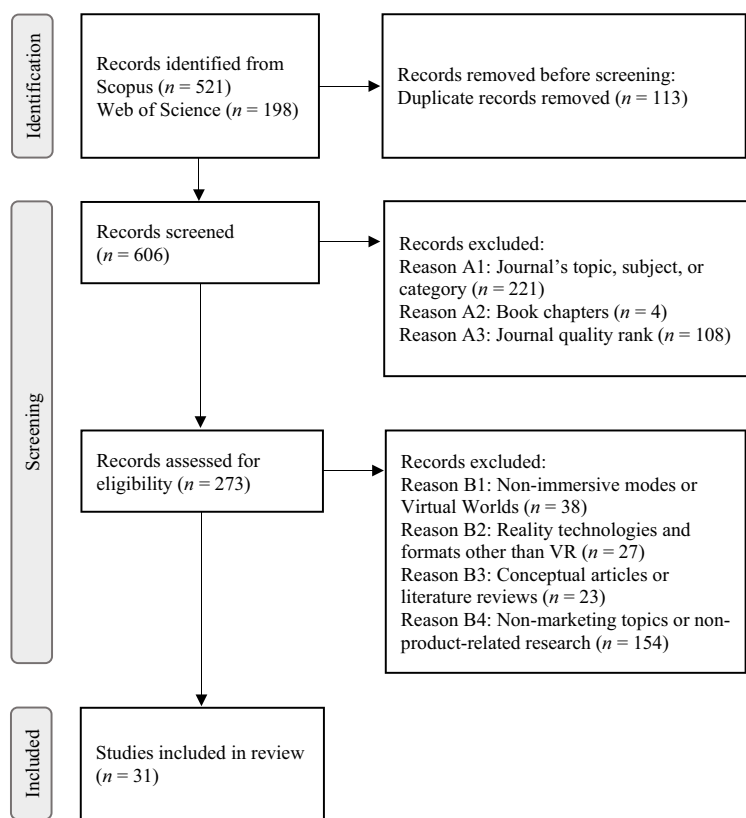 Identification
Records identified from
Scopus (n = 521)
Web of Science (n = 198)
Records removed before screening:
Duplicate records removed (n = 113)
Screening
Records screened
(n = 606)
Records excluded:
Reason A1: Journal’s topic, subject, or
category (n = 221)
Reason A2: Book chapters (n = 4)
Reason A3: Journal quality rank (n = 108)
Records assessed for
eligibility (n = 273)
Records excluded:
Reason B1: Non-immersive modes or
Virtual Worlds (n = 38)
Reason B2: Reality technologies and
formats other than VR (n = 27)
Reason B3: Conceptual articles or
literature reviews (n = 23)
Reason B4: Non-marketing topics or non-
product-related research (n = 154)
Included
Studies included in review
(n = 31)